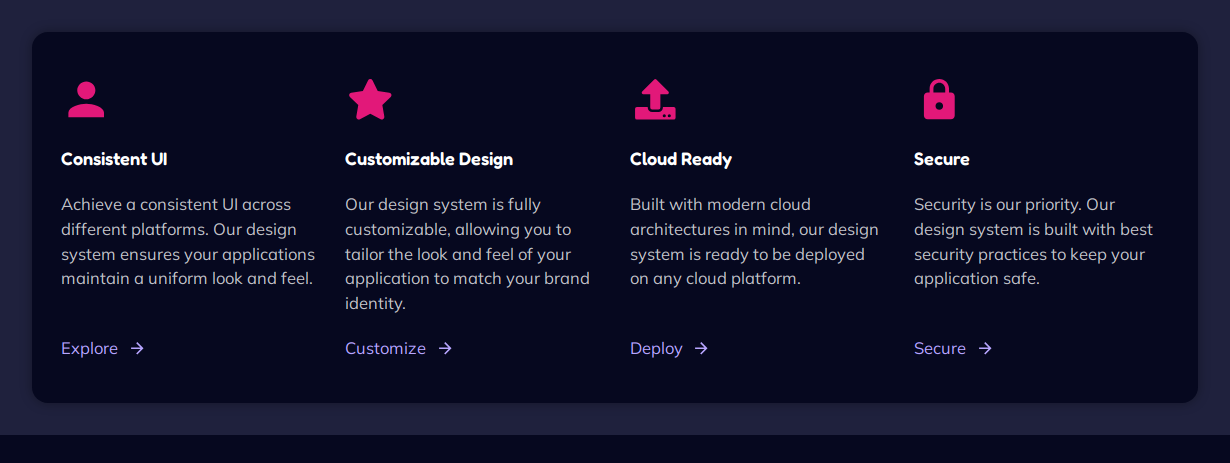 Consistent UI
Achieve a consistent UI across
different platforms. Our design
system ensures your applications
maintain a uniform look and feel.
Explore
Customizable Design
Our design system is fully
customizable, allowing you to
tailor the look and feel of your
application to match your brand
identity.
Customize
Cloud Ready
Built with modern cloud
architectures in mind, our design
system is ready to be deployed
on any cloud platform.
Deploy
Secure
Security is our priority. Our
design system is built with best
security practices to keep your
application safe.
Secure